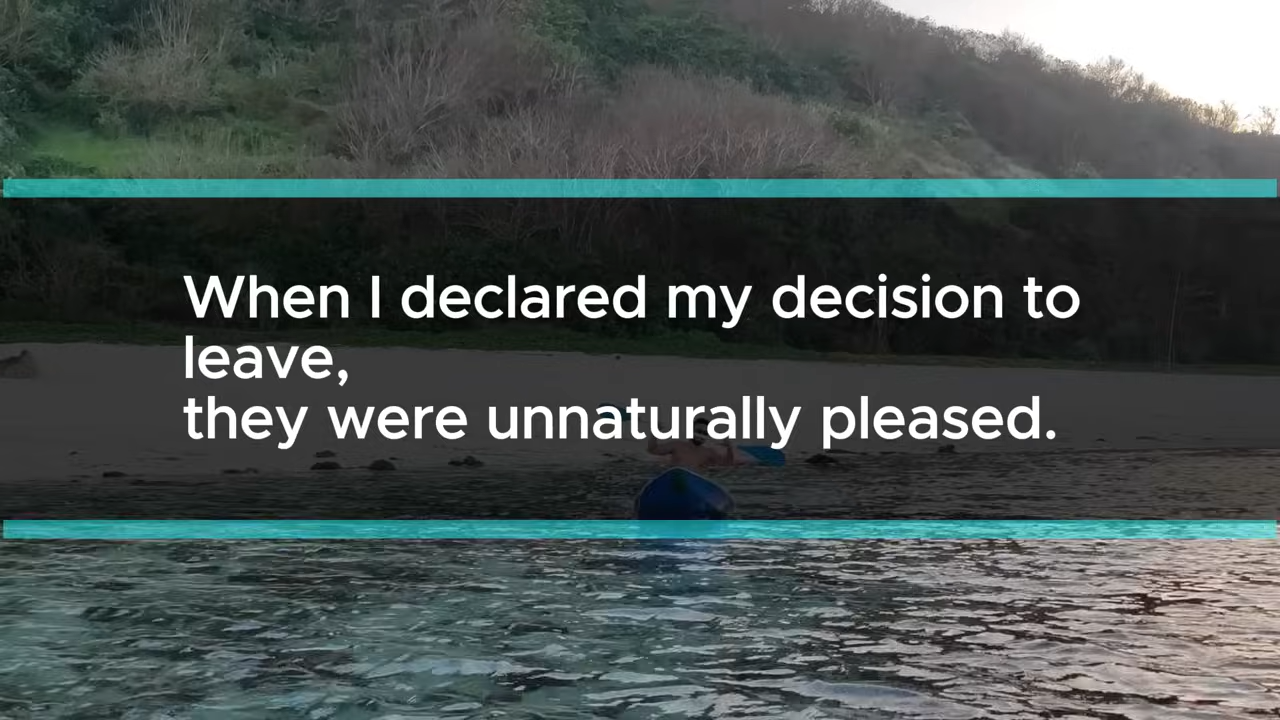 When I declared my decision to
leave,
they were unnaturally pleased.